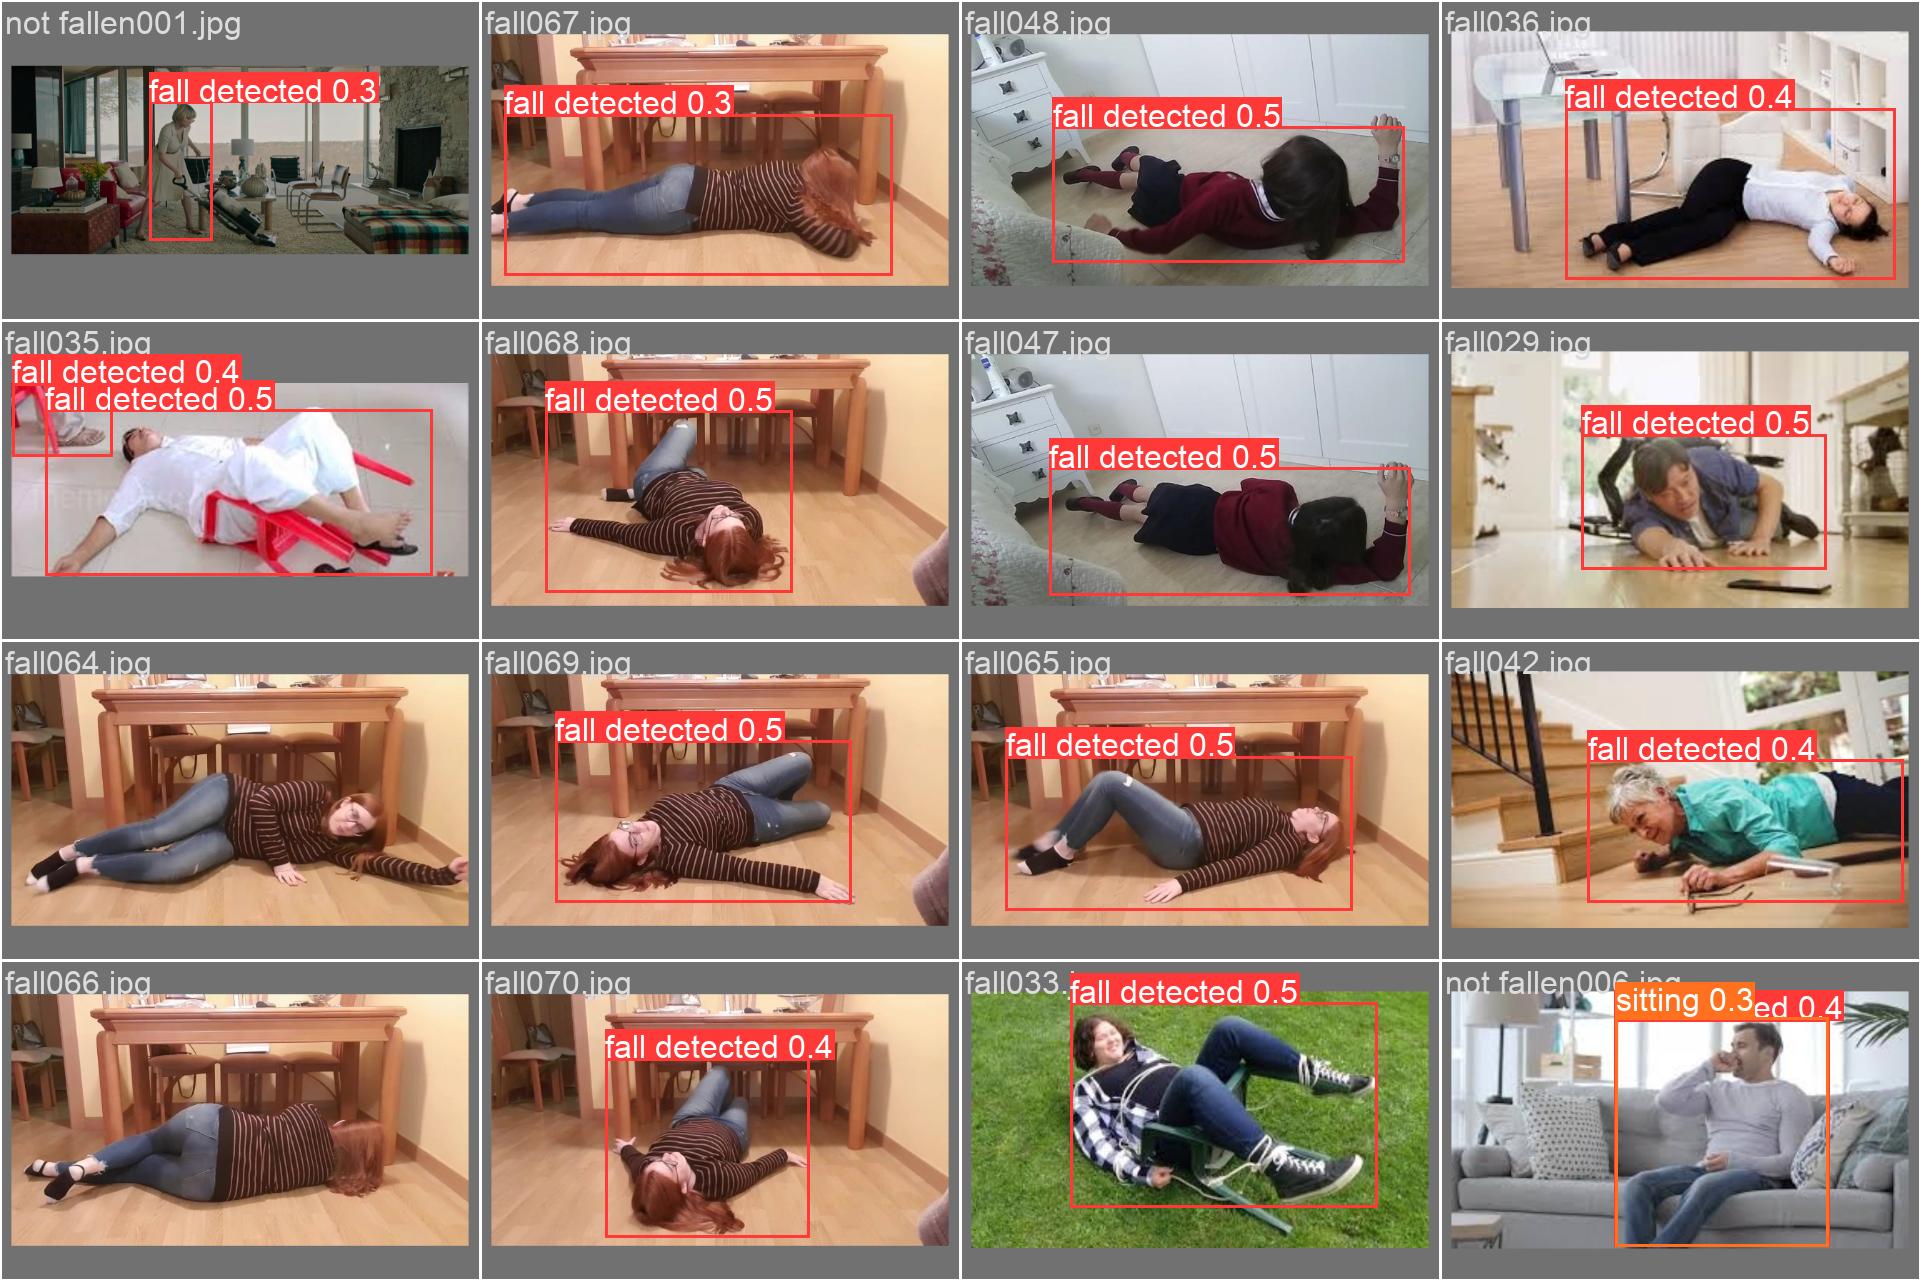 not fallen001.jpg
fall detected 0.3
fall067.jpg
fall detected 0.3
fall048.jpg
fall detected 0.5
fall036.jpg
fall detected 0.4
fall035.jpg
fall detected 0.4
fall detected 0.5
fall068.jpg
fall detected 0.5
fall047.jpg
fall detected 0.5
fall029.jpg
fall detected 0.5
fall064.jpg
fall069.jpg
fall detected 0.5
fall065.jpg
fall detected 0.5
fall042.jpg
fall detected 0.4
fall066.jpg
fall070.jpg
fall detected 0.4
fall033.
fall detected 0.5
not fallen006.jpg
sitting 0.3
ed 0.4